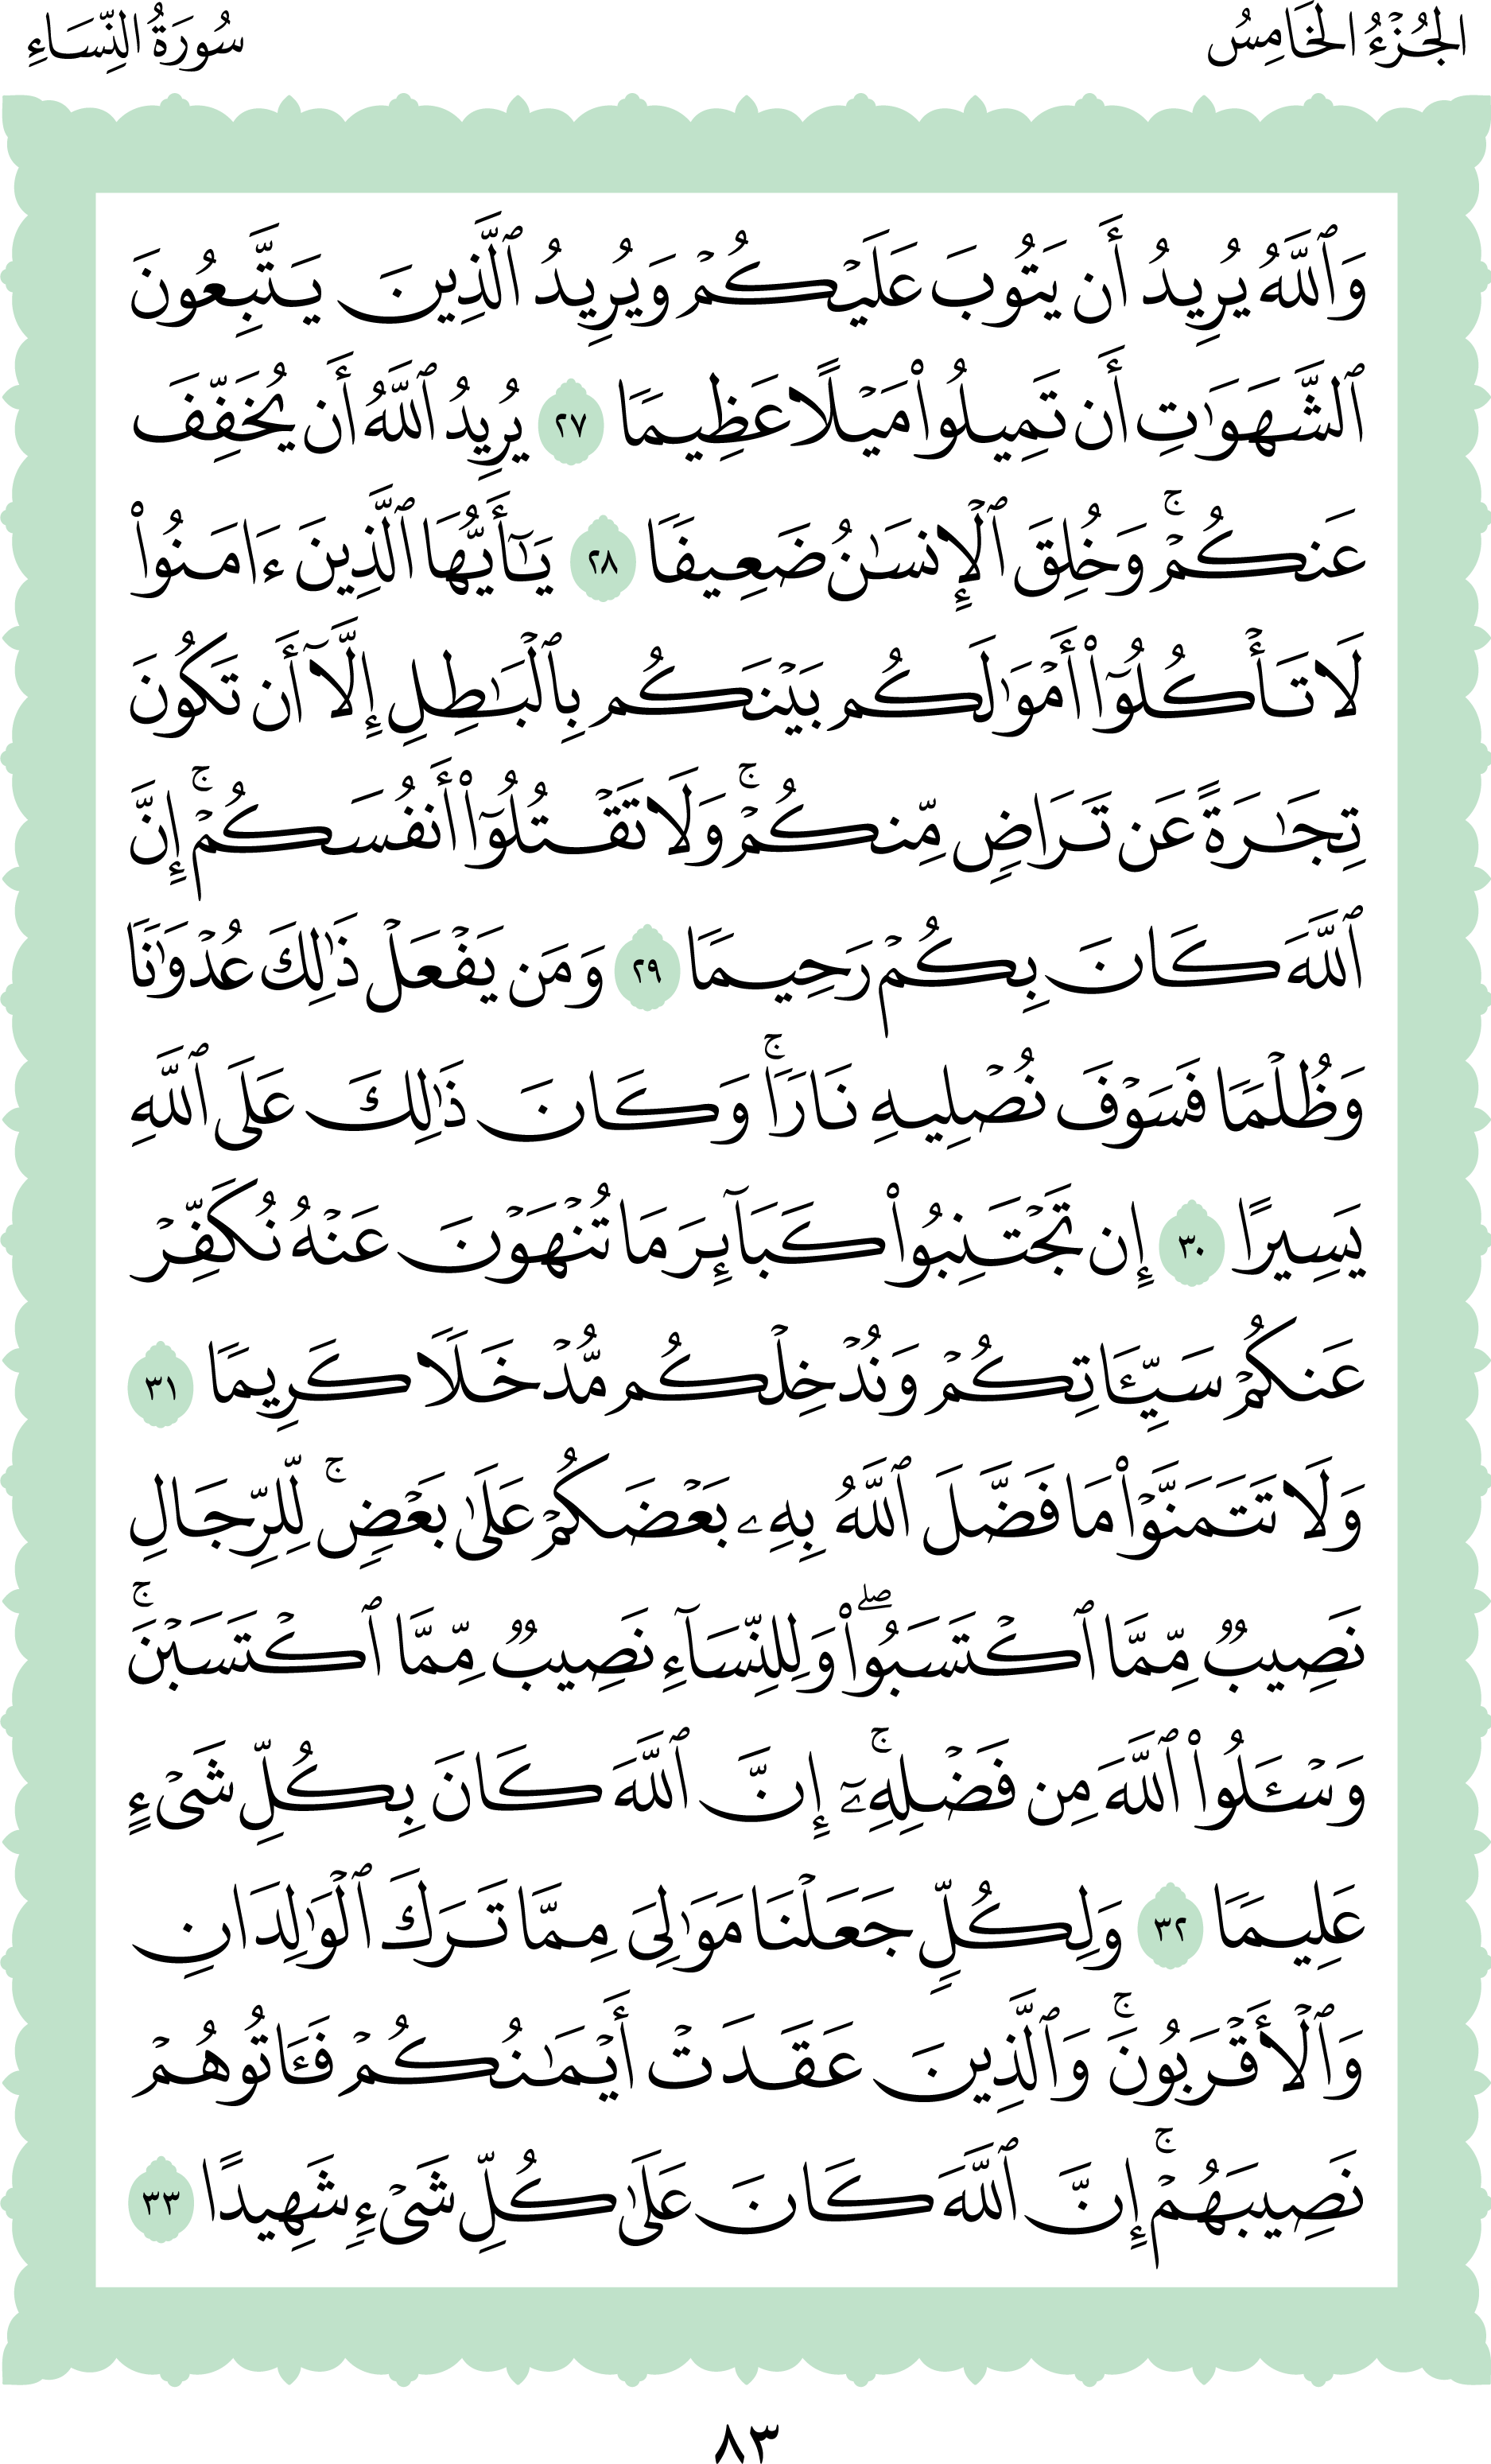 الجُزْءُ الخَامِسُ
سُورَةُ النِّسَاءِ
وَٱللَّهُ يُرِيدُ أَن يَتُوبَ عَلَيۡكُمۡ وَيُرِيدُ ٱلَّذِينَ يَتَّبِعُونَ
ٱلشَّهَوَٰتِ أَن تَمِيلُواْ مَيۡلًا عَظِيمٗا ٢٧ يُرِيدُ ٱللَّهُ أَن يُخَفِّفَ
عَنكُمۡۚ وَخُلِقَ ٱلۡإِنسَٰنُ ضَعِيفٗا ٢٨ يَٰٓأَيُّهَا ٱلَّذِينَ ءَامَنُواْ
لَا تَأۡكُلُوٓاْ أَمۡوَٰلَكُم بَيۡنَكُم بِٱلۡبَٰطِلِ إِلَّآ أَن تَكُونَ
تِجَٰرَةً عَن تَرَاضٖ مِّنكُمۡۚ وَلَا تَقۡتُلُوٓاْ أَنفُسَكُمۡۚ إِنَّ
ٱللَّهَ كَانَ بِكُمۡ رَحِيمٗا ٢٩ وَمَن يَفۡعَلۡ ذَٰلِكَ عُدۡوَٰنٗا
وَظُلۡمٗا فَسَوۡفَ نُصۡلِيهِ نَارٗاۚ وَكَانَ ذَٰلِكَ عَلَى ٱللَّهِ
يَسِيرًا ٣٠ إِن تَجۡتَنِبُواْ كَبَآئِرَ مَا تُنۡهَوۡنَ عَنۡهُ نُكَفِّرۡ
عَنكُمۡ سَيِّـَٔاتِكُمۡ وَنُدۡخِلۡكُم مُّدۡخَلٗا كَرِيمٗا ٣١
وَلَا تَتَمَنَّوۡاْ مَا فَضَّلَ ٱللَّهُ بِهِۦ بَعۡضَكُمۡ عَلَىٰ بَعۡضٖۚ لِّلرِّجَالِ
نَصِيبٞ مِّمَّا ٱكۡتَسَبُواْۖ وَلِلنِّسَآءِ نَصِيبٞ مِّمَّا ٱكۡتَسَبۡنَۚ
وَسۡـَٔلُواْ ٱللَّهَ مِن فَضۡلِهِۦٓۚ إِنَّ ٱللَّهَ كَانَ بِكُلِّ شَيۡءٍ
عَلِيمٗا ٣٢ وَلِكُلّٖ جَعَلۡنَا مَوَٰلِيَ مِمَّا تَرَكَ ٱلۡوَٰلِدَانِ
وَٱلۡأَقۡرَبُونَۚ وَٱلَّذِينَ عَقَدَتۡ أَيۡمَٰنُكُمۡ فَـَٔاتُوهُمۡ
نَصِيبَهُمۡۚ إِنَّ ٱللَّهَ كَانَ عَلَىٰ كُلِّ شَيۡءٖ شَهِيدًا ٣٣
٨٣